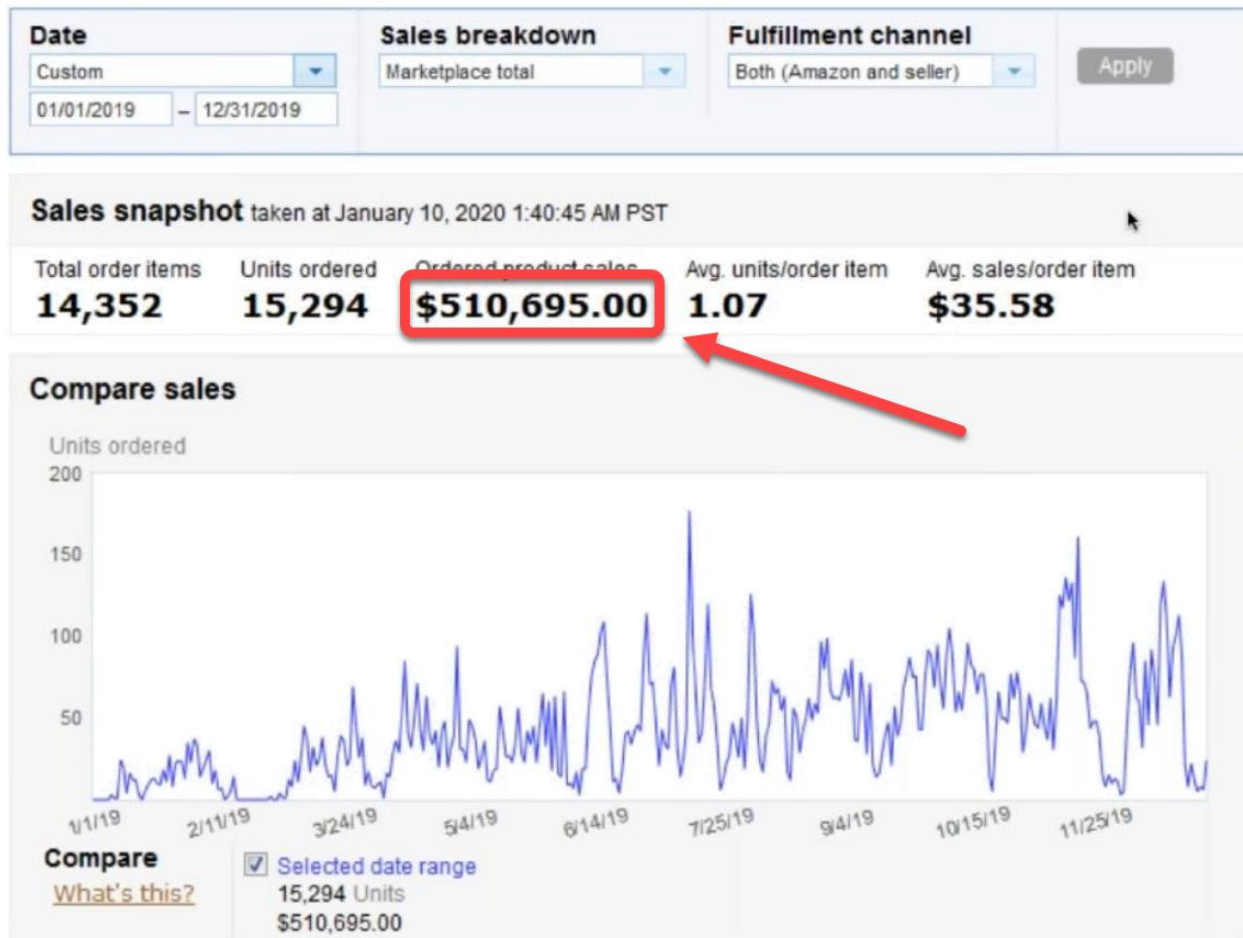 Date
Sales breakdown
Fulfillment channel
Custom
Marketplace total
Both (Amazon and seller)
Apply
01/01/2019 – 12/31/2019
Sales snapshot taken at January 10, 2020 1:40:45 AM PST
Total order items
Units ordered
Ordered product sales
Avg. units/order item
Avg. sales/order item
14,352
15,294
$510,695.00
1.07
$35.58
Compare sales
Units ordered
200
150
100
50
1/1/19
2/11/19
3/24/19
5/4/19
6/14/19
7/25/19
9/4/19
10/15/19
11/25/19
Compare
What's this?
Selected date range
15,294 Units
$510,695.00